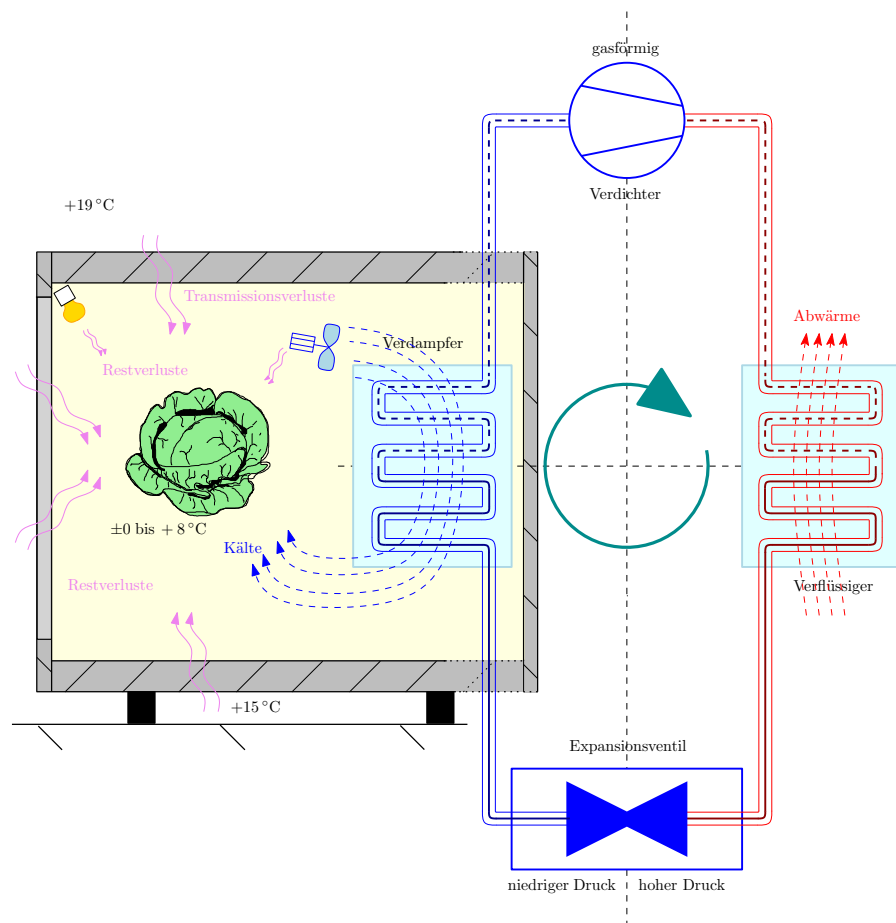 gasförmig
Verdichter
+19 °C
Transmissionsverluste
Abwärme
Verdampfer
Restverluste
±0 bis + 8 °C
Kälte
Restverluste
Verflüssiger
+15 °C
Expansionsventil
niedriger Druck
hoher Druck